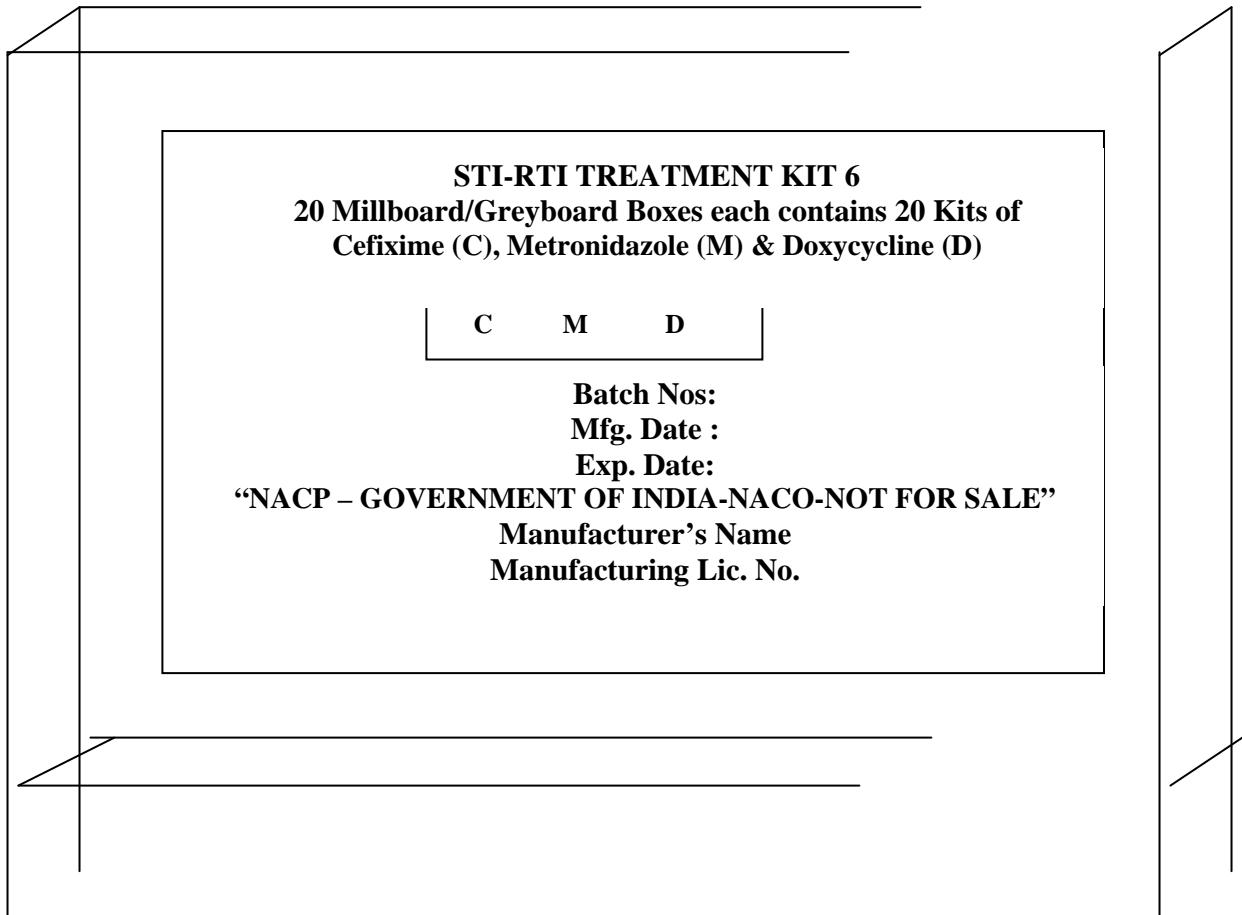 STI-RTI TREATMENT KIT 6
20 Millboard/Greyboard Boxes each contains 20 Kits of
Cefixime (C), Metronidazole (M) & Doxycycline (D)
C M D
Batch Nos:
Mfg. Date :
Exp. Date:
“NACP – GOVERNMENT OF INDIA-NACO-NOT FOR SALE”
Manufacturer’s Name
Manufacturing Lic. No.